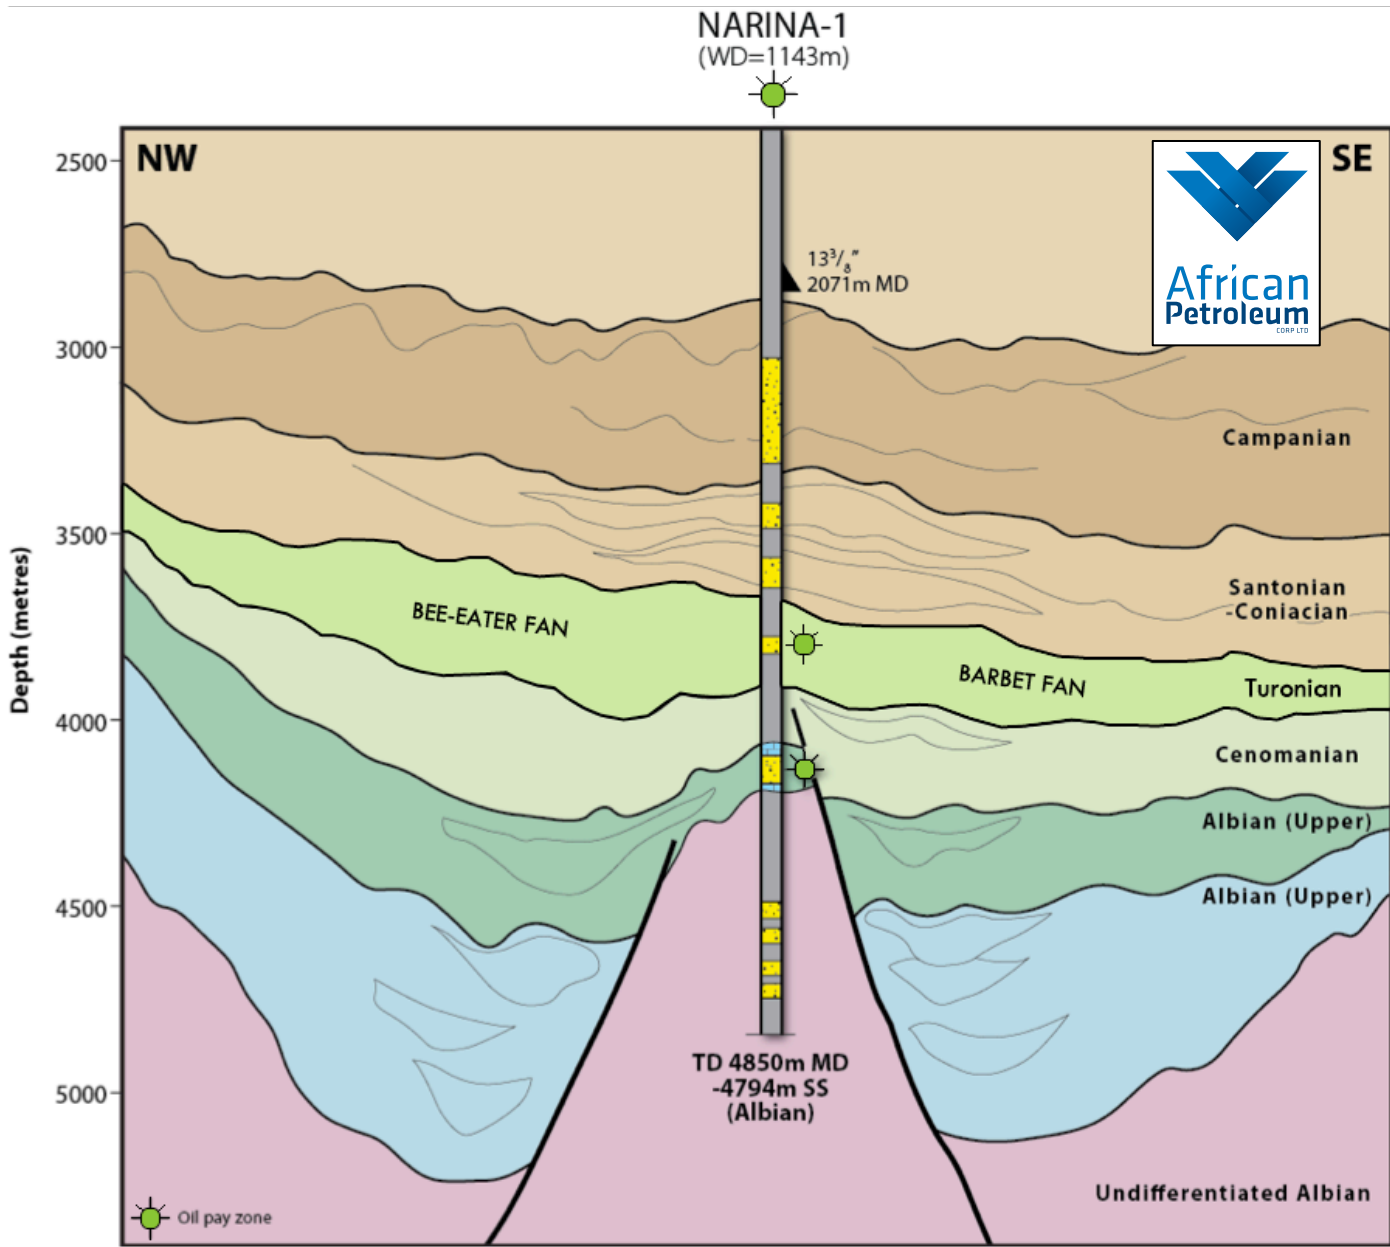 NARINA-1
(WD=1143m)
NW
SE
African
Petroleum
CORP LTD
13 3/8"
2071m MD
Depth (metres)
2500
3000
3500
4000
4500
5000
Campanian
Santonian
-Coniacian
BEE-EATER FAN
BARBET FAN
Turonian
Cenomanian
Albian (Upper)
Albian (Upper)
TD 4850m MD
-4794m SS
(Albian)
Undifferentiated Albian
Oil pay zone